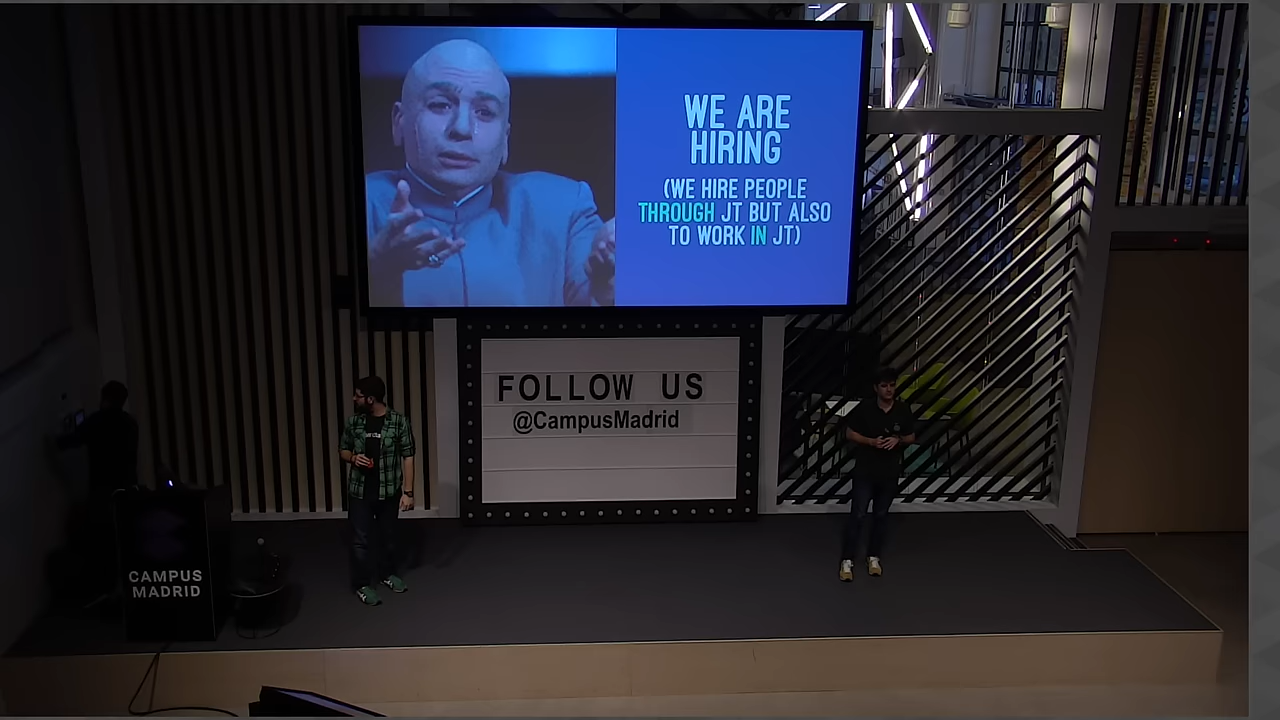 WE ARE
HIRING
(WE HIRE PEOPLE
THROUGH JT BUT ALSO
TO WORK IN JT)
FOLLOW US
@CampusMadrid
CAMPUS
MADRID